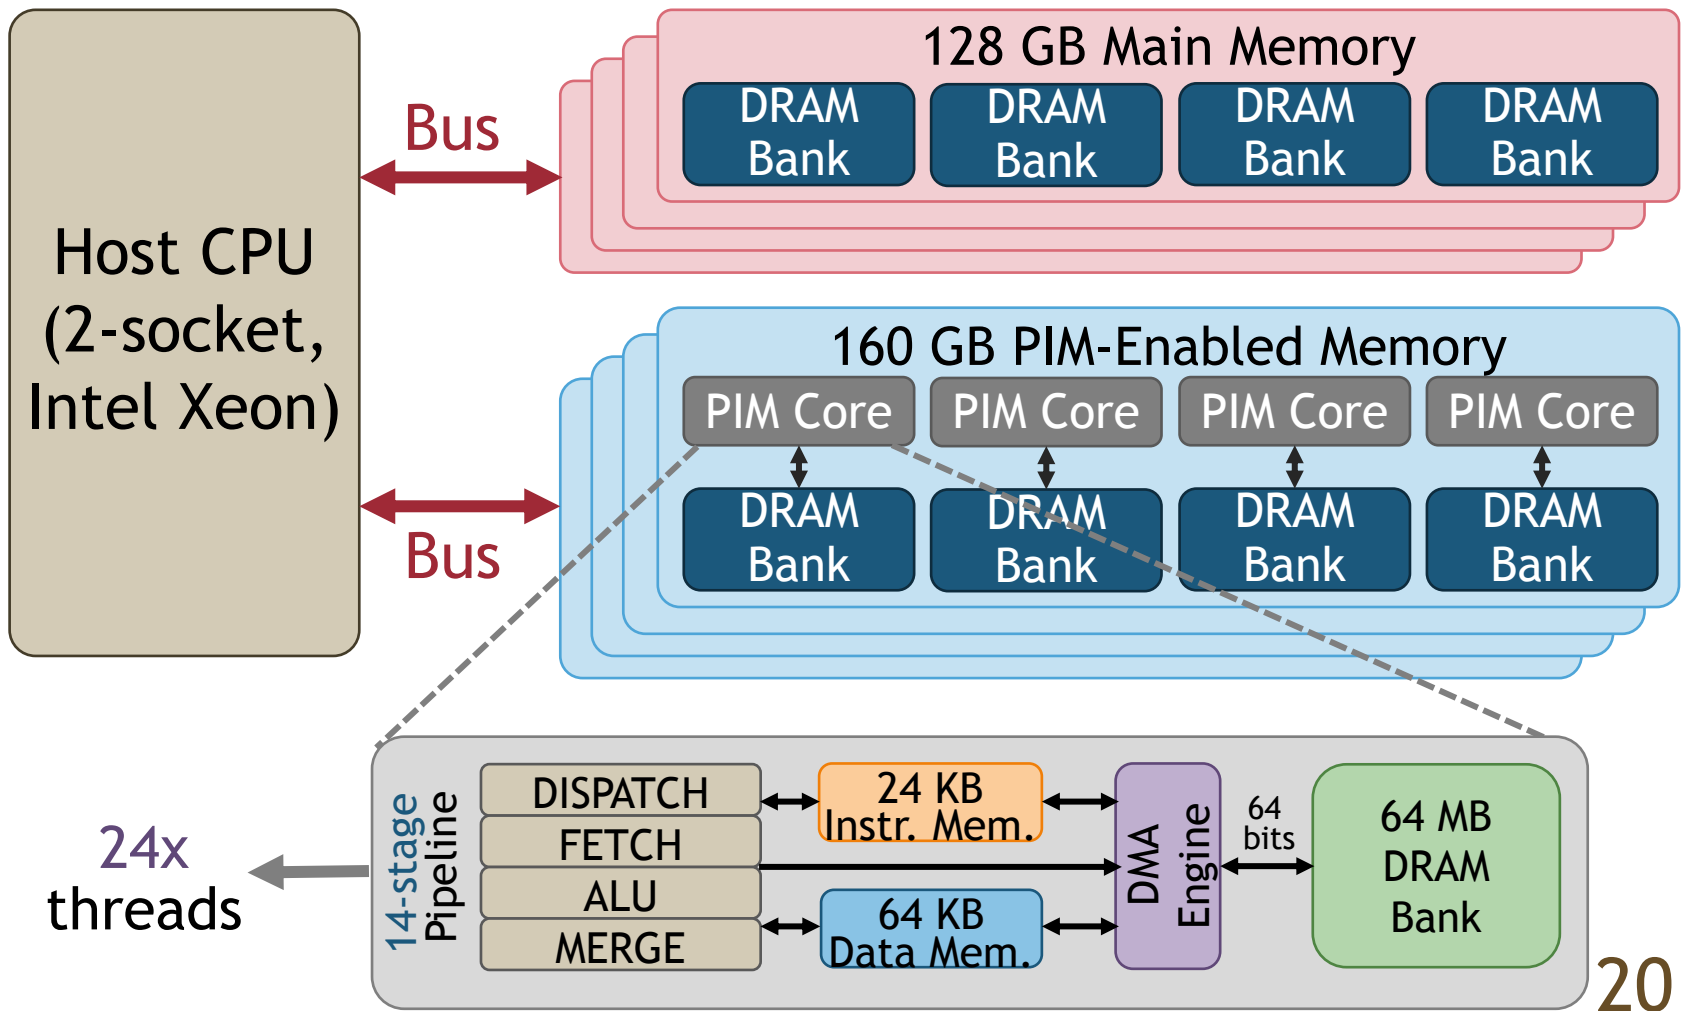 128 GB Main Memory
DRAM
Bank
DRAM
Bank
DRAM
Bank
DRAM
Bank
Bus
Host CPU
(2-socket,
Intel Xeon)
160 GB PIM-Enabled Memory
PIM Core
PIM Core
PIM Core
PIM Core
DRAM
Bank
DRAM
Bank
DRAM
Bank
DRAM
Bank
Bus
24x
threads
14-stage
Pipeline
DISPATCH
FETCH
ALU
MERGE
24 KB
Instr. Mem.
64 KB
Data Mem.
DMA
Engine
64
bits
64 MB
DRAM
Bank
20